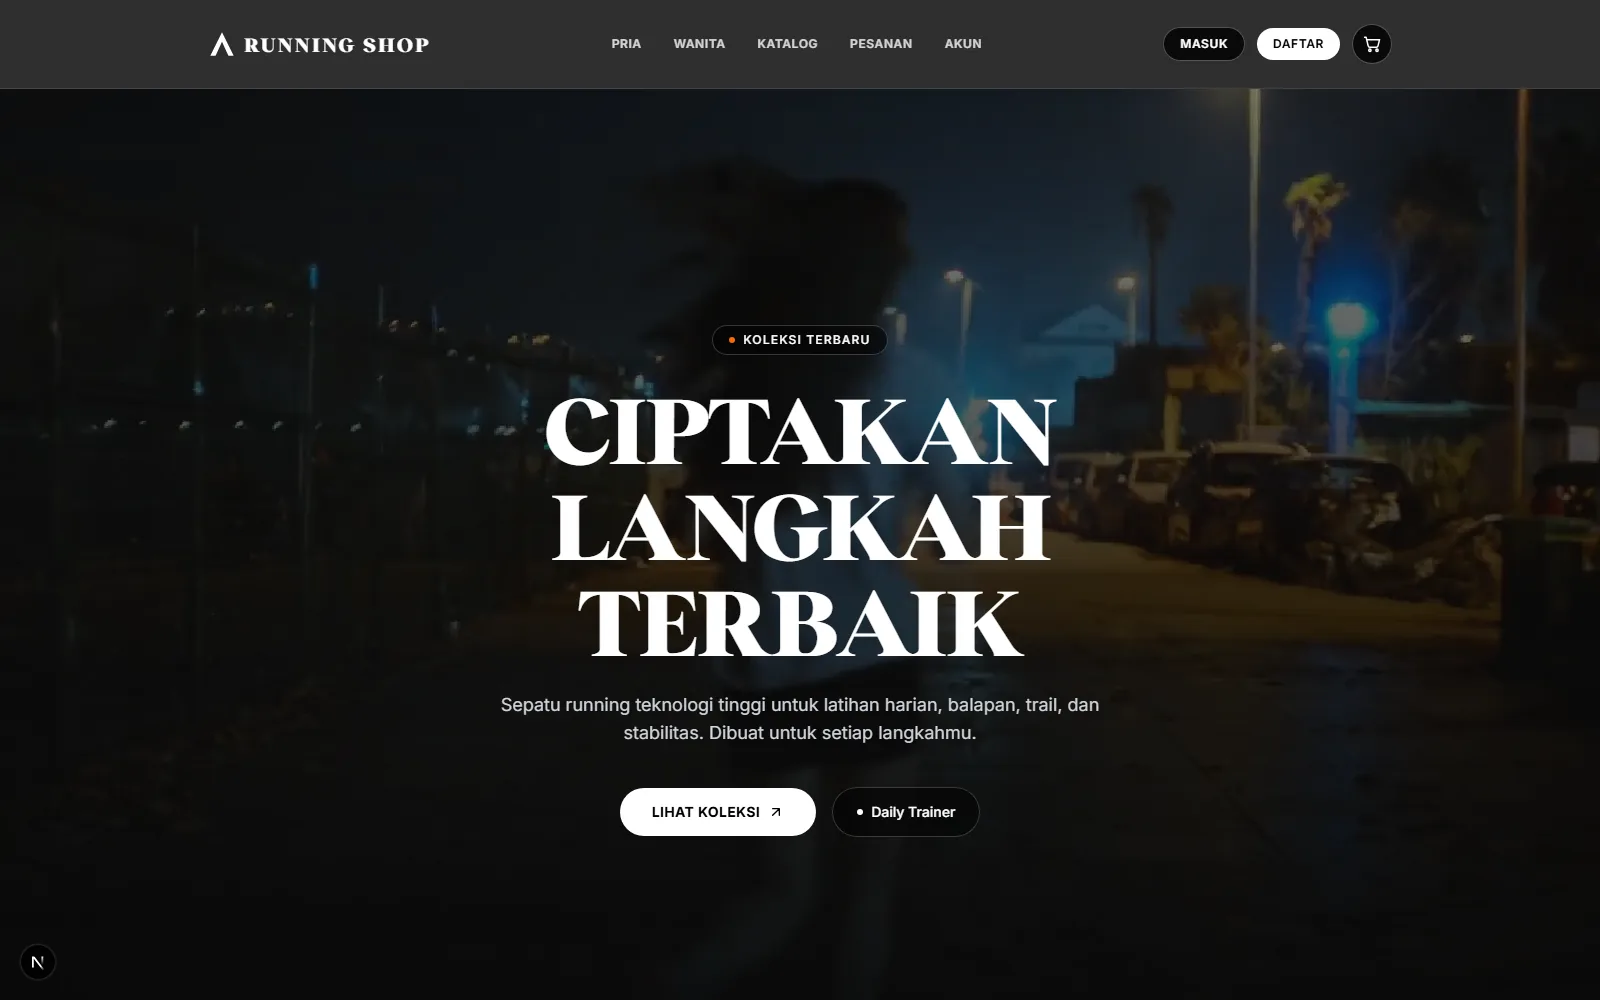 RUNNING SHOP
PRIA
WANITA
KATALOG
PESANAN
AKUN
MASUK
DAFTAR
KOLEKSI TERBARU
CIPTAKAN
LANGKAH
TERBAIK
Sepatu running teknologi tinggi untuk latihan harian, balapan, trail, dan
stabilitas. Dibuat untuk setiap langkahmu.
LIHAT KOLEKSI
Daily Trainer
N